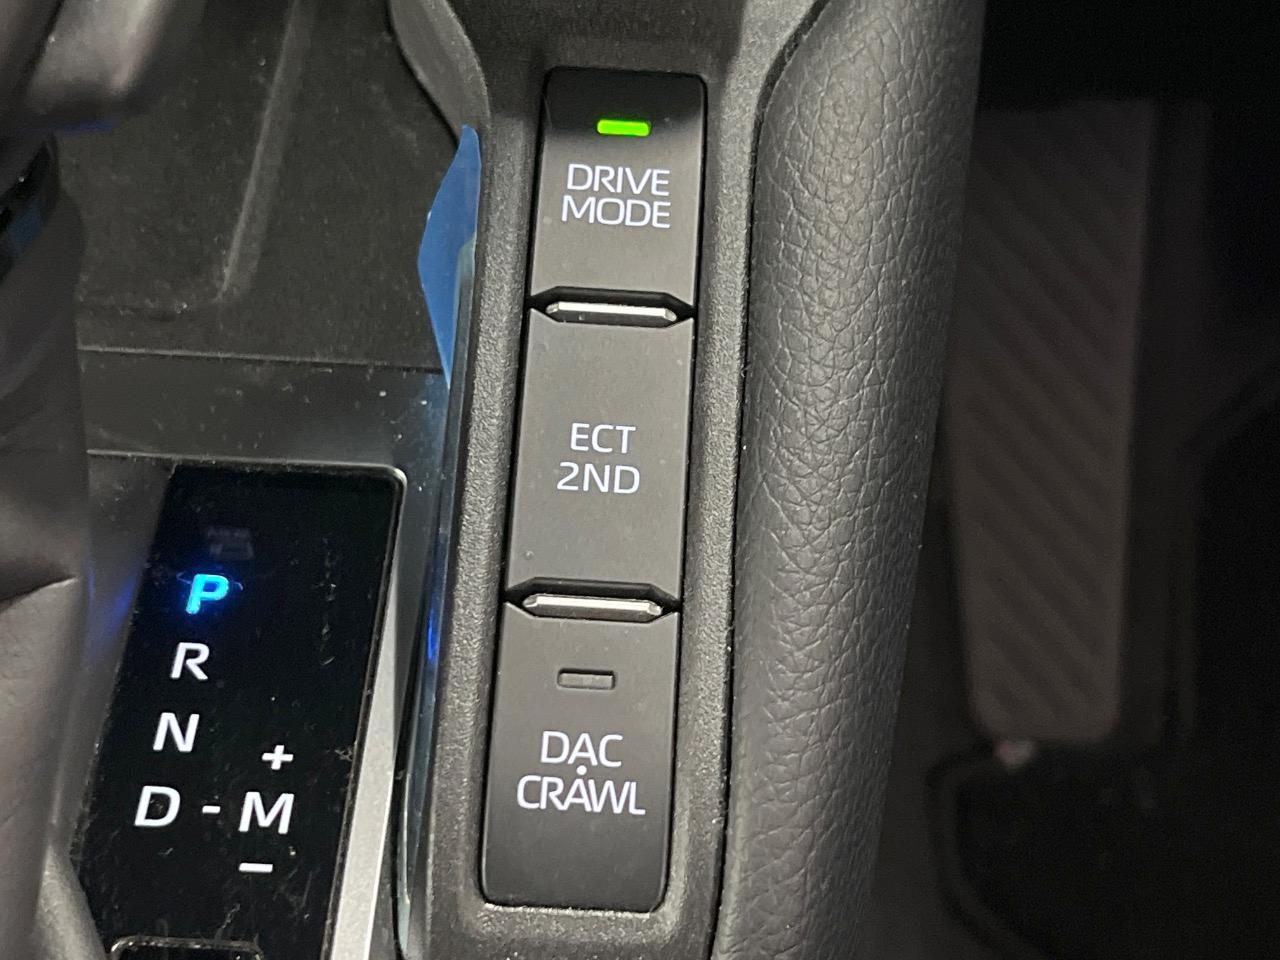 DRIVE
MODE
ECT
2ND
DAC
CRAWL
P
R
N
+
D - M
−